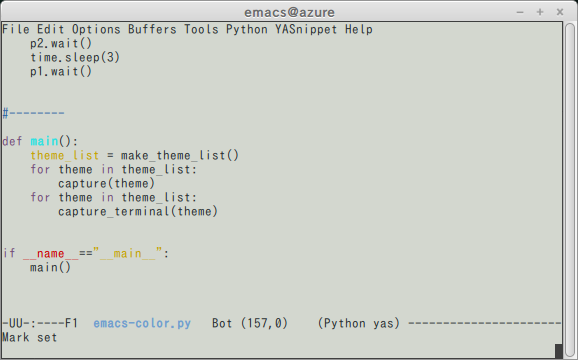 emacs@azure
File Edit Options Buffers Tools Python YASnippet Help
    p2.wait()
    time.sleep(3)
    p1.wait()
#--------
def main():
    theme_list = make_theme_list()
    for theme in theme_list:
        capture(theme)
    for theme in theme_list:
        capture_terminal(theme)
if __name__=="__main__":
    main()
-UU-:----F1  emacs-color.py   Bot (157,0)    (Python yas) ----------------------
Mark set